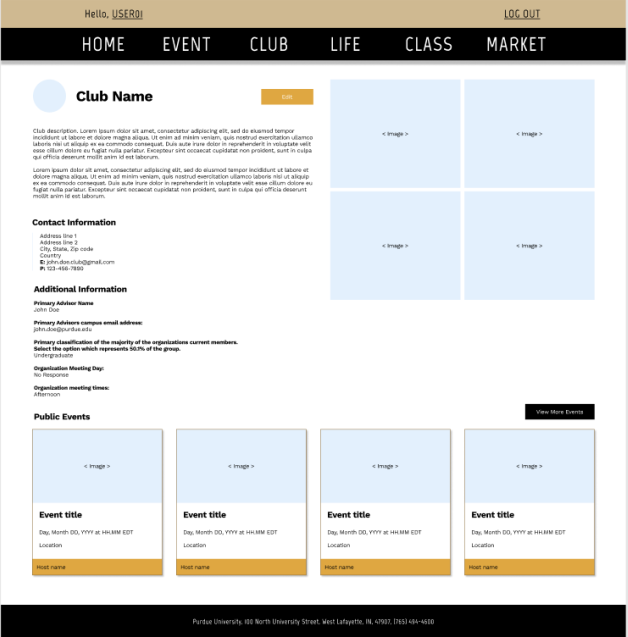 Hello, USER01
LOG OUT
HOME EVENT CLUB LIFE CLASS MARKET
Club Name
Edit
Club description. Lorem ipsum dolor sit amet, consectetur adipiscing elit, sed do eiusmod tempor
incididunt ut labore et dolore magna aliqua. Ut enim ad minim veniam, quis nostrud exercitation ullamco
laboris nisi ut aliquip ex ea commodo consequat. Duis aute irure dolor in reprehenderit in voluptate velit
esse cillum dolore eu fugiat nulla pariatur. Excepteur sint occaecat cupidatat non proident, sunt in culpa
qui officia deserunt mollit anim id est laborum.
Lorem ipsum dolor sit amet, consectetur adipiscing elit, sed do eiusmod tempor incididunt ut labore et
dolore magna aliqua. Ut enim ad minim veniam, quis nostrud exercitation ullamco laboris nisi ut aliquip
ex ea commodo consequat. Duis aute irure dolor in reprehenderit in voluptate velit esse cillum dolore eu
fugiat nulla pariatur. Excepteur sint occaecat cupidatat non proident, sunt in culpa qui officia deserunt
mollit anim id est laborum.
< Image >
< Image >
< Image >
< Image >
Contact Information
Address line 1
Address line 2
City, State, Zip code
Country
E: john.doe.club@gmail.com
P: 123-456-7890
Additional Information
Primary Advisor Name
John Doe
Primary Advisors campus email address:
john.doe@purdue.edu
Primary classification of the majority of the organizations current members.
Select the option which represents 50.1% of the group.
Undergraduate
Organization Meeting Day:
No Response
Organization meeting times:
Afternoon
Public Events
View More Events
< Image >
Event title
Day, Month DD, YYYY at HH:MM EDT
Location
Host name
< Image >
Event title
Day, Month DD, YYYY at HH:MM EDT
Location
Host name
< Image >
Event title
Day, Month DD, YYYY at HH:MM EDT
Location
Host name
< Image >
Event title
Day, Month DD, YYYY at HH:MM EDT
Location
Host name
Purdue University, 100 North University Street, West Lafayette, IN, 47907, (765) 494-4600